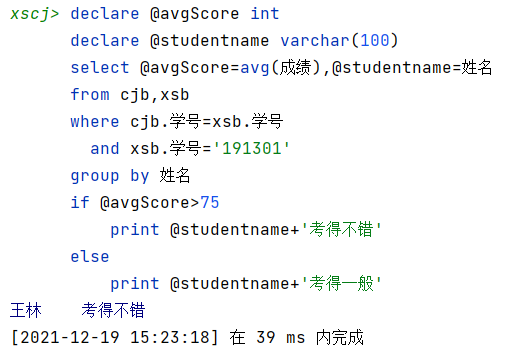 xscj> declare @avgScore int
declare @studentname varchar(100)
select @avgScore=avg(成绩),@studentname=姓名
from cjb,xsb
where cjb.学号=xsb.学号
and xsb.学号='191301'
group by 姓名
if @avgScore>75
print @studentname+'考得不错'
else
print @studentname+'考得一般'
王林    考得不错
[2021-12-19 15:23:18] 在 39 ms 内完成